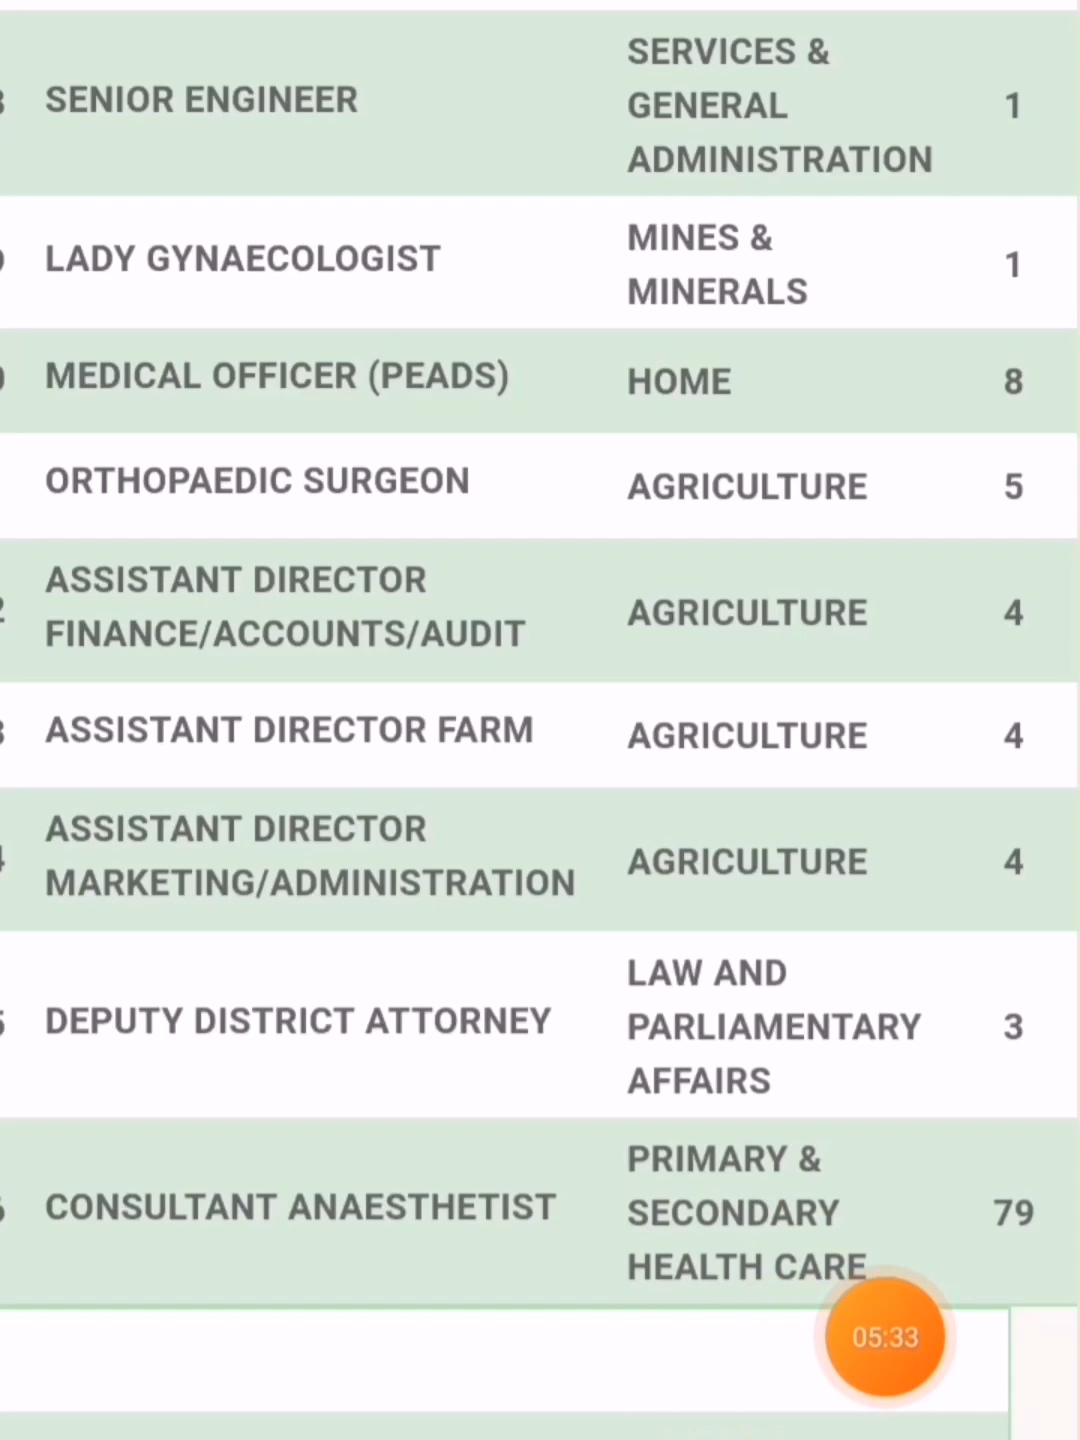 SENIOR ENGINEER
SERVICES &
GENERAL
ADMINISTRATION
1
LADY GYNAECOLOGIST
MINES &
MINERALS
1
MEDICAL OFFICER (PEADS)
HOME
8
ORTHOPAEDIC SURGEON
AGRICULTURE
5
ASSISTANT DIRECTOR
FINANCE/ACCOUNTS/AUDIT
AGRICULTURE
4
ASSISTANT DIRECTOR FARM
AGRICULTURE
4
ASSISTANT DIRECTOR
MARKETING/ADMINISTRATION
AGRICULTURE
4
DEPUTY DISTRICT ATTORNEY
LAW AND
PARLIAMENTARY
AFFAIRS
3
CONSULTANT ANAESTHETIST
PRIMARY &
SECONDARY
HEALTH CARE
79
05:33